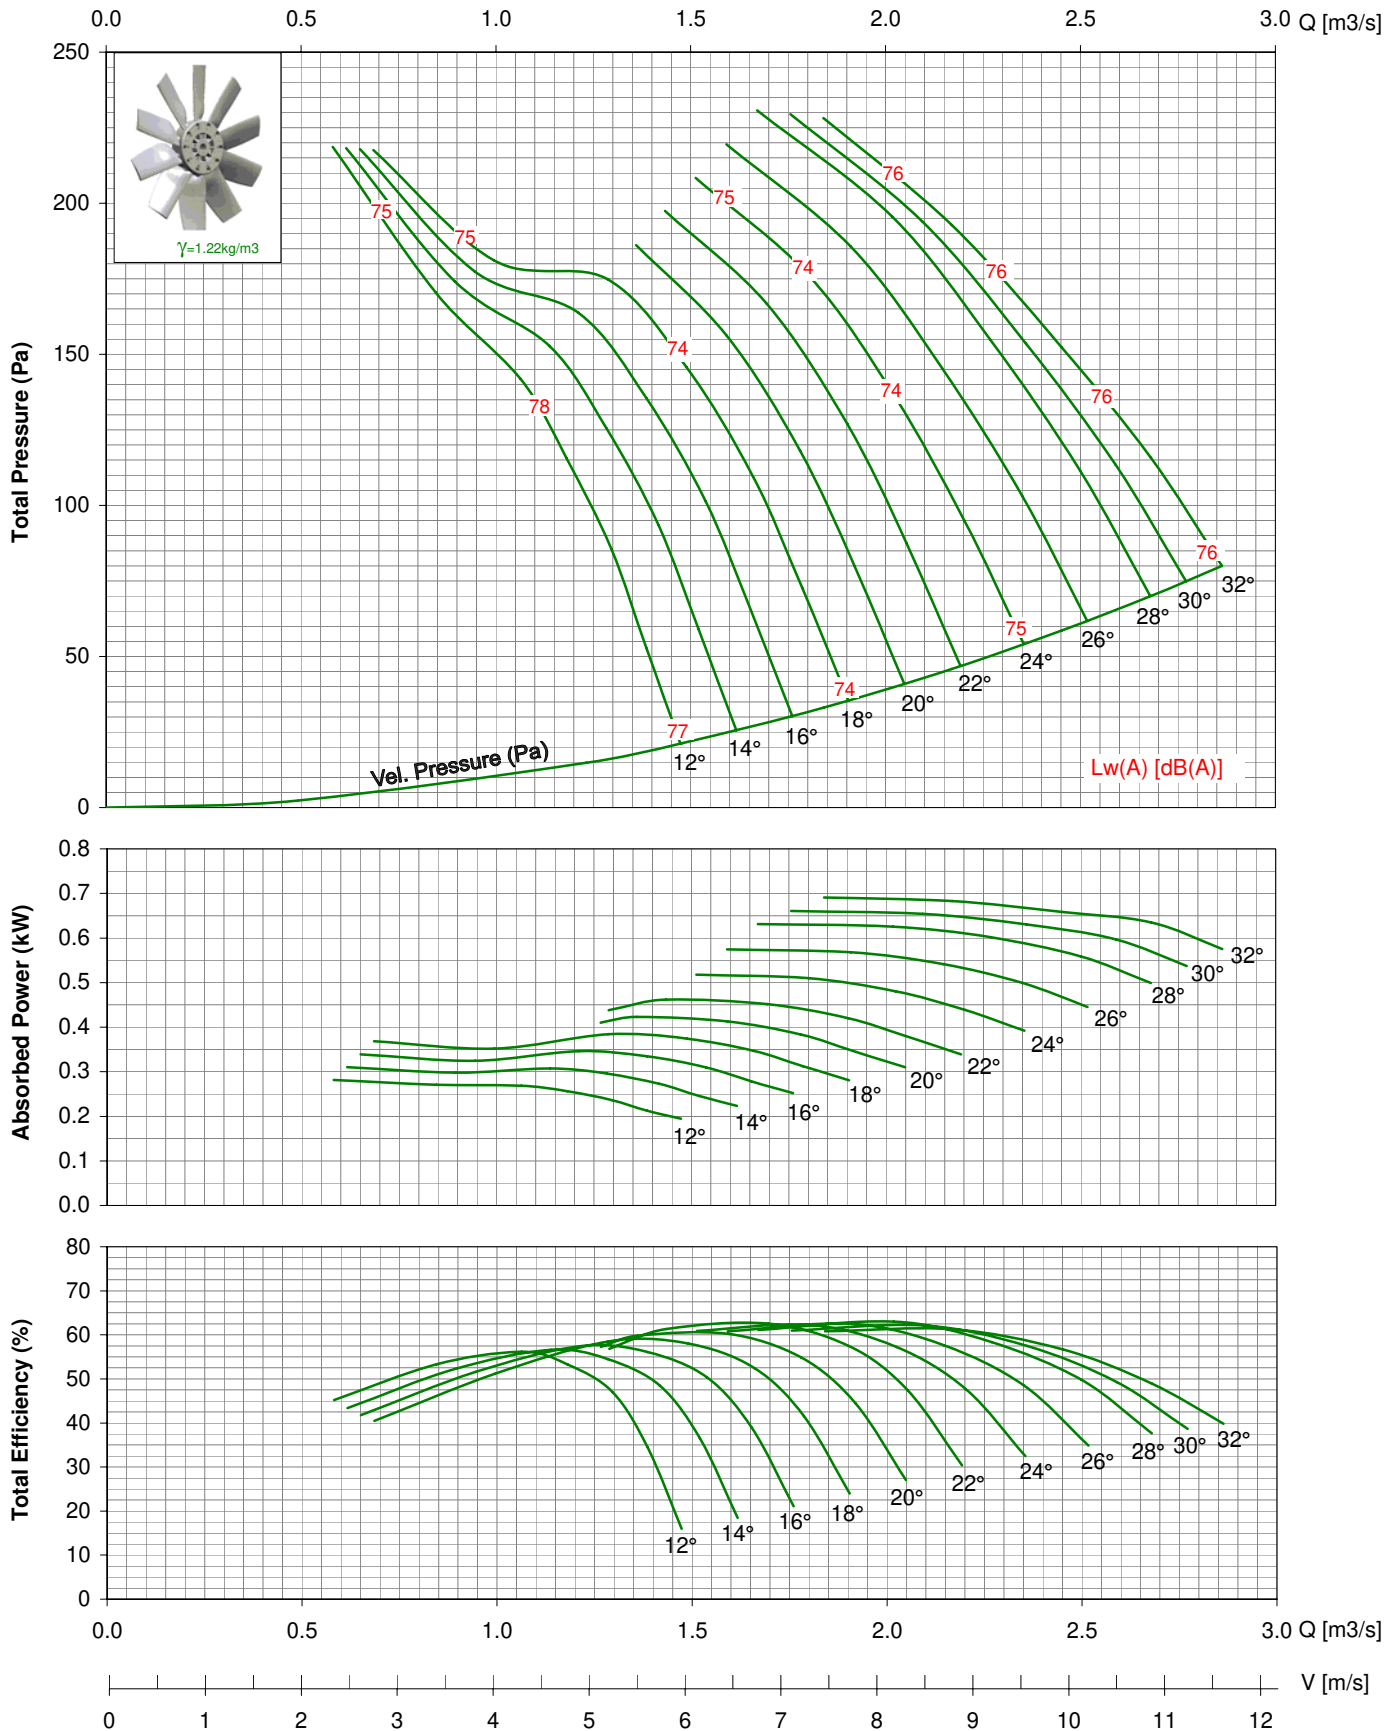 0.0 0.5 1.0 1.5 2.0 2.5 3.0 Q [m3/s]
250
200
150
100
50
0
Total Pressure (Pa)
γ=1.22kg/m3
75
75
78
77
74
74
75
74
74
75
76
76
76
76
Vel. Pressure (Pa)
12° 14° 16° 18° 20° 22° 24° 26° 28° 30° 32°
Lw(A) [dB(A)]
0.8
0.7
0.6
0.5
0.4
0.3
0.2
0.1
0.0
Absorbed Power (kW)
12° 14° 16° 18° 20° 22° 24° 26° 28° 30° 32°
80
70
60
50
40
30
20
10
0
Total Efficiency (%)
12° 14° 16° 18° 20° 22° 24° 26° 28° 30° 32°
0.0 0.5 1.0 1.5 2.0 2.5 3.0 Q [m3/s]
V [m/s]
0 1 2 3 4 5 6 7 8 9 10 11 12